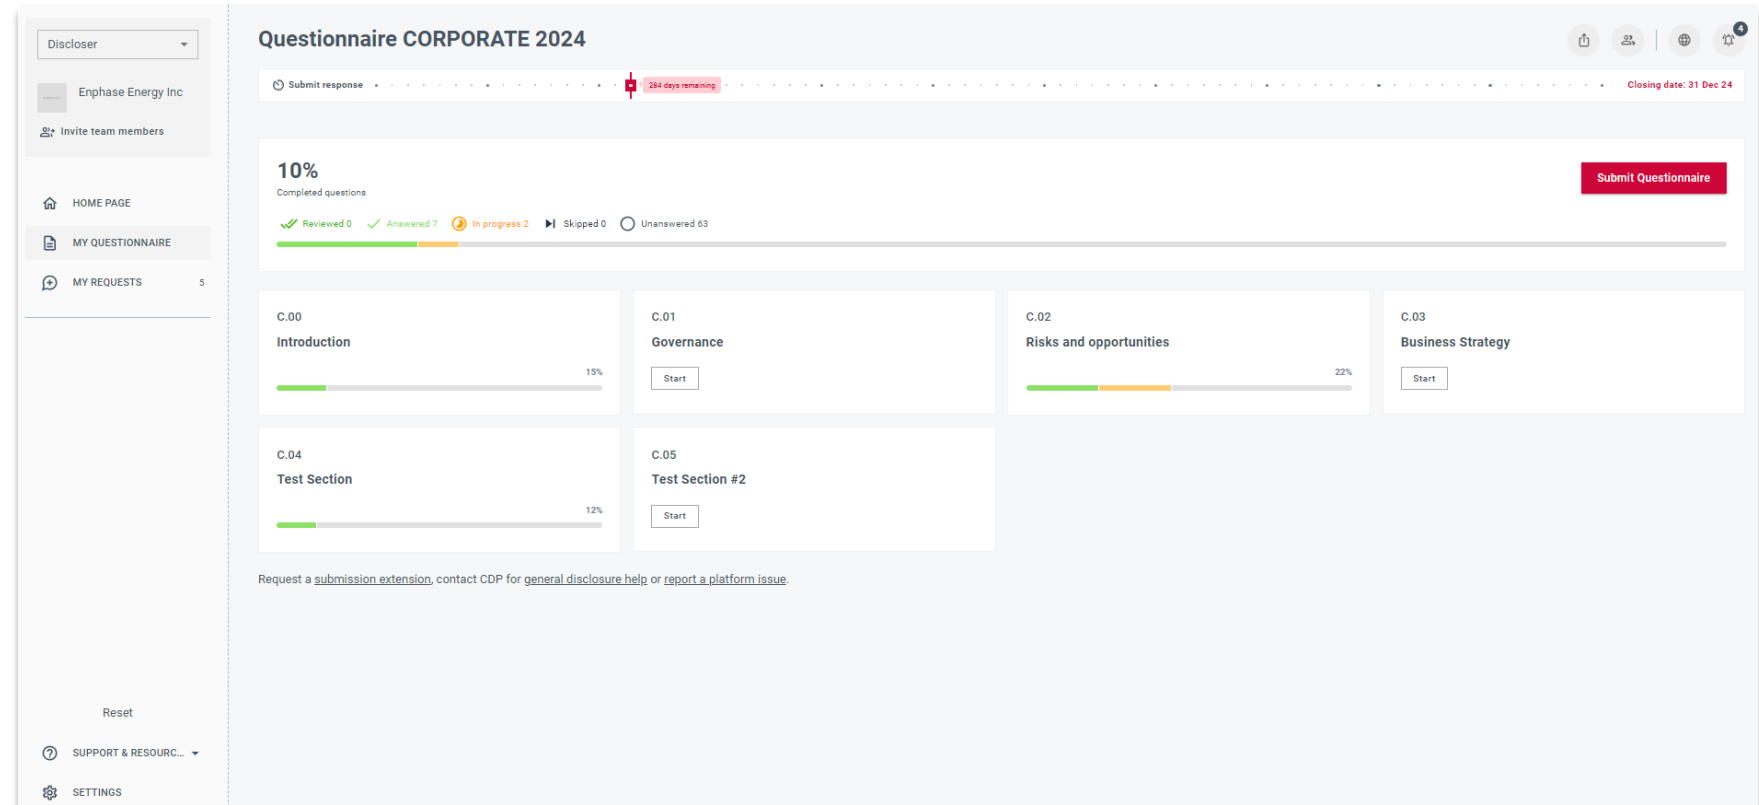 Discloser
Enphase Energy Inc
Invite team members
HOME PAGE
MY QUESTIONNAIRE
MY REQUESTS 5
Reset
SUPPORT & RESOURC...
SETTINGS
Questionnaire CORPORATE 2024
4
Submit response
284 days remaining
Closing date: 31 Dec 24
10%
Completed questions
Submit Questionnaire
Reviewed 0 Answered 7 In progress 2 Skipped 0 Unanswered 63
C.00
Introduction
15%
C.01
Governance
Start
C.02
Risks and opportunities
22%
C.03
Business Strategy
Start
C.04
Test Section
12%
C.05
Test Section #2
Start
Request a submission extension, contact CDP for general disclosure help or report a platform issue.